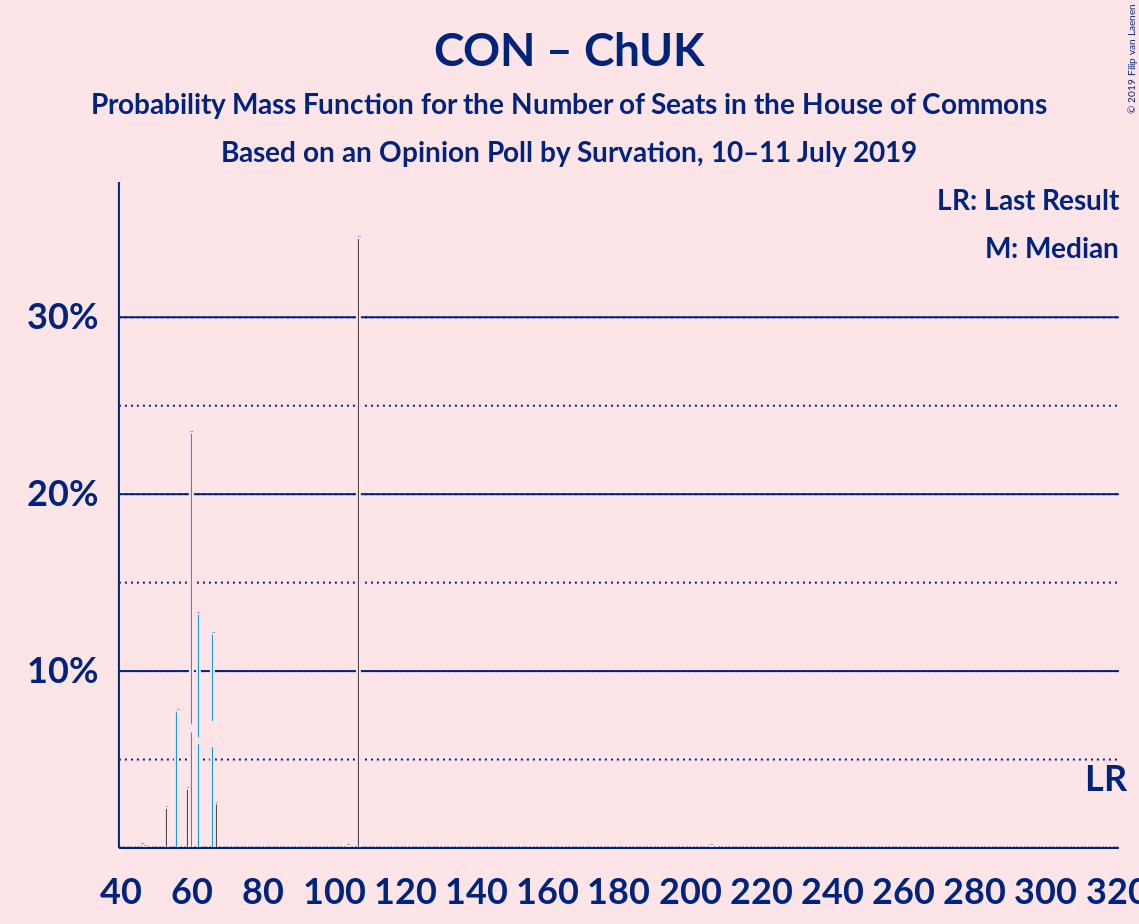 CON – ChUK
Probability Mass Function for the Number of Seats in the House of Commons
Based on an Opinion Poll by Survation, 10–11 July 2019
© 2019 Filip van Laenen
LR: Last Result
M: Median
30%
20%
10%
LR
40 60 80 100 120 140 160 180 200 220 240 260 280 300 320